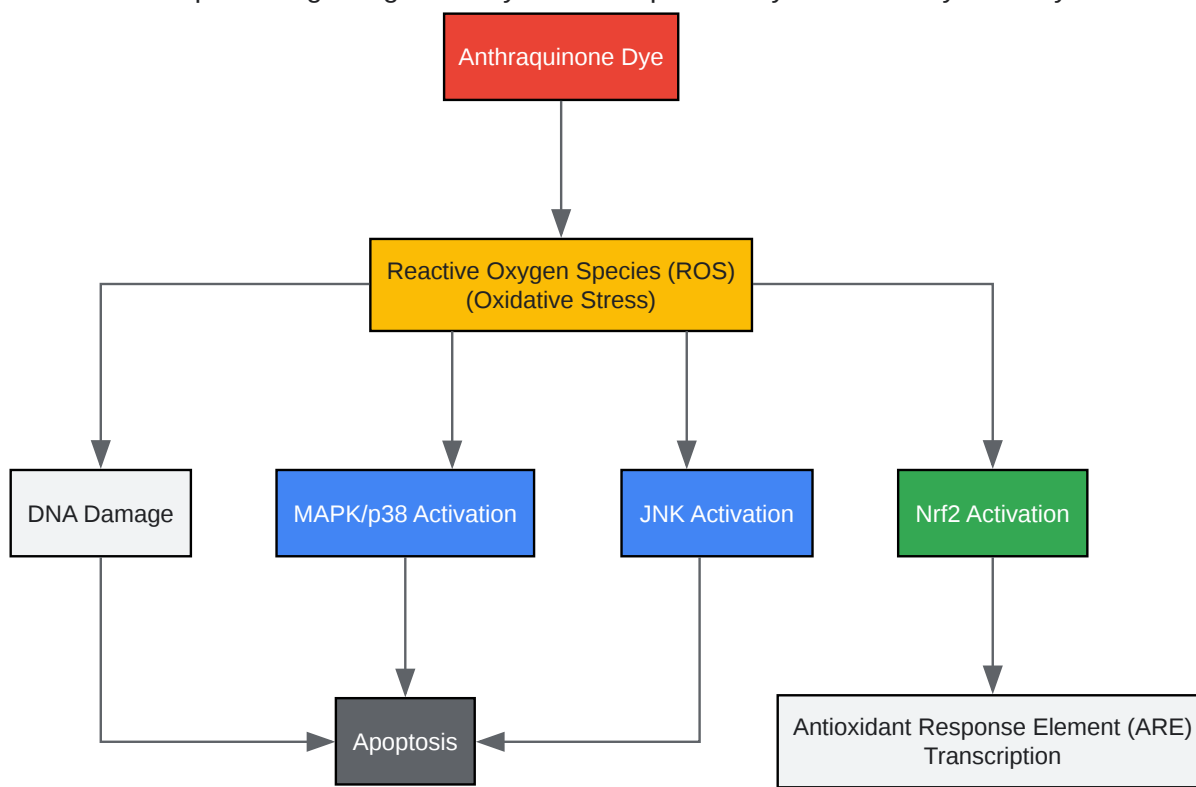 Anthraquinone Dye
Reactive Oxygen Species (ROS)
(Oxidative Stress)
DNA Damage
MAPK/p38 Activation
JNK Activation
Nrf2 Activation
Apoptosis
Antioxidant Response Element (ARE)
Transcription